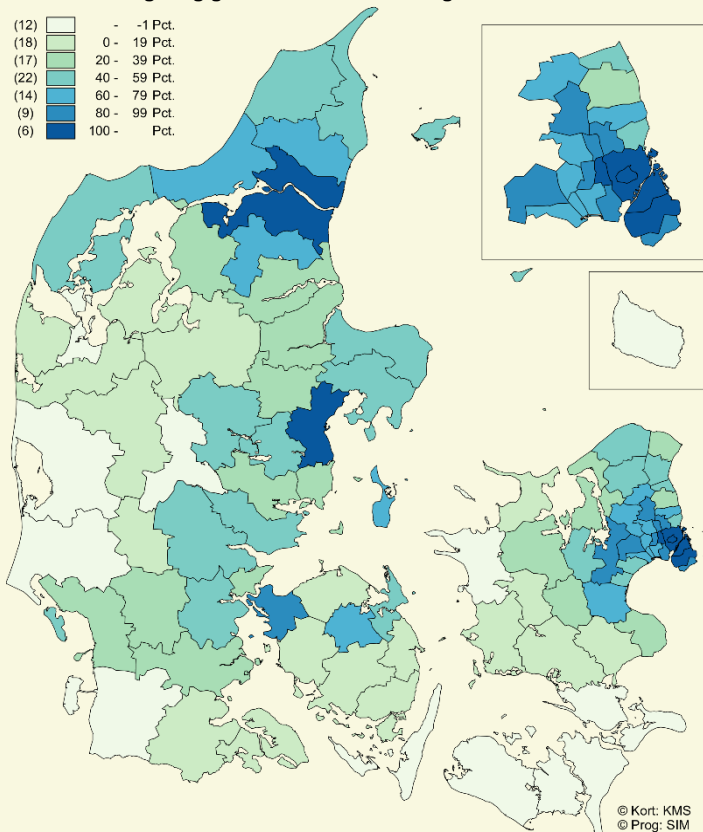 (12) - -1 Pct.
(18) 0 - 19 Pct.
(17) 20 - 39 Pct.
(22) 40 - 59 Pct.
(14) 60 - 79 Pct.
(9) 80 - 99 Pct.
(6) 100 - Pct.
© Kort: KMS
© Prog: SIM